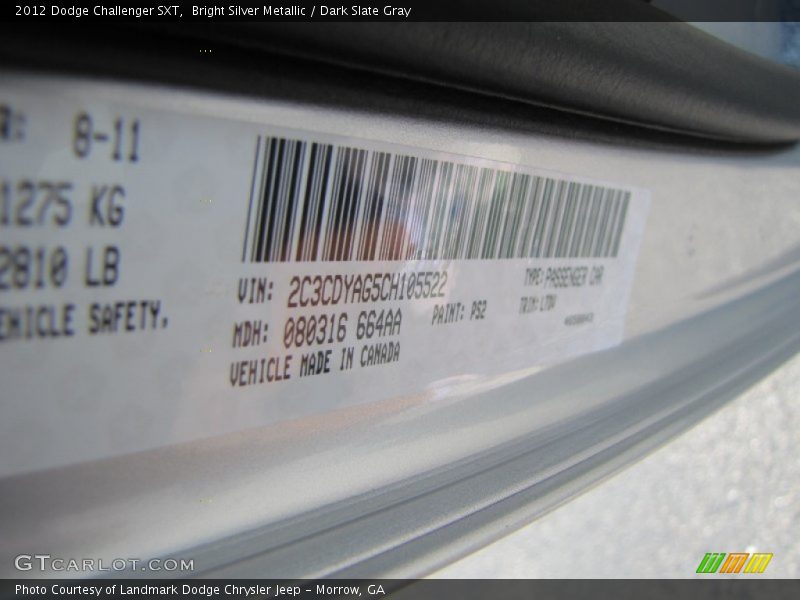 2012 Dodge Challenger SXT,  Bright Silver Metallic / Dark Slate Gray
R: 8-11
1275 KG
2810 LB
EHICLE SAFETY.
VIN: 2C3CDYAG5CH105522
TYPE: PASSENGER CAR
MDH: 080316 664AA
PAINT: PS2
TRIM: LTDV
VEHICLE MADE IN CANADA
GTCARLOT.COM
Photo Courtesy of Landmark Dodge Chrysler Jeep - Morrow, GA